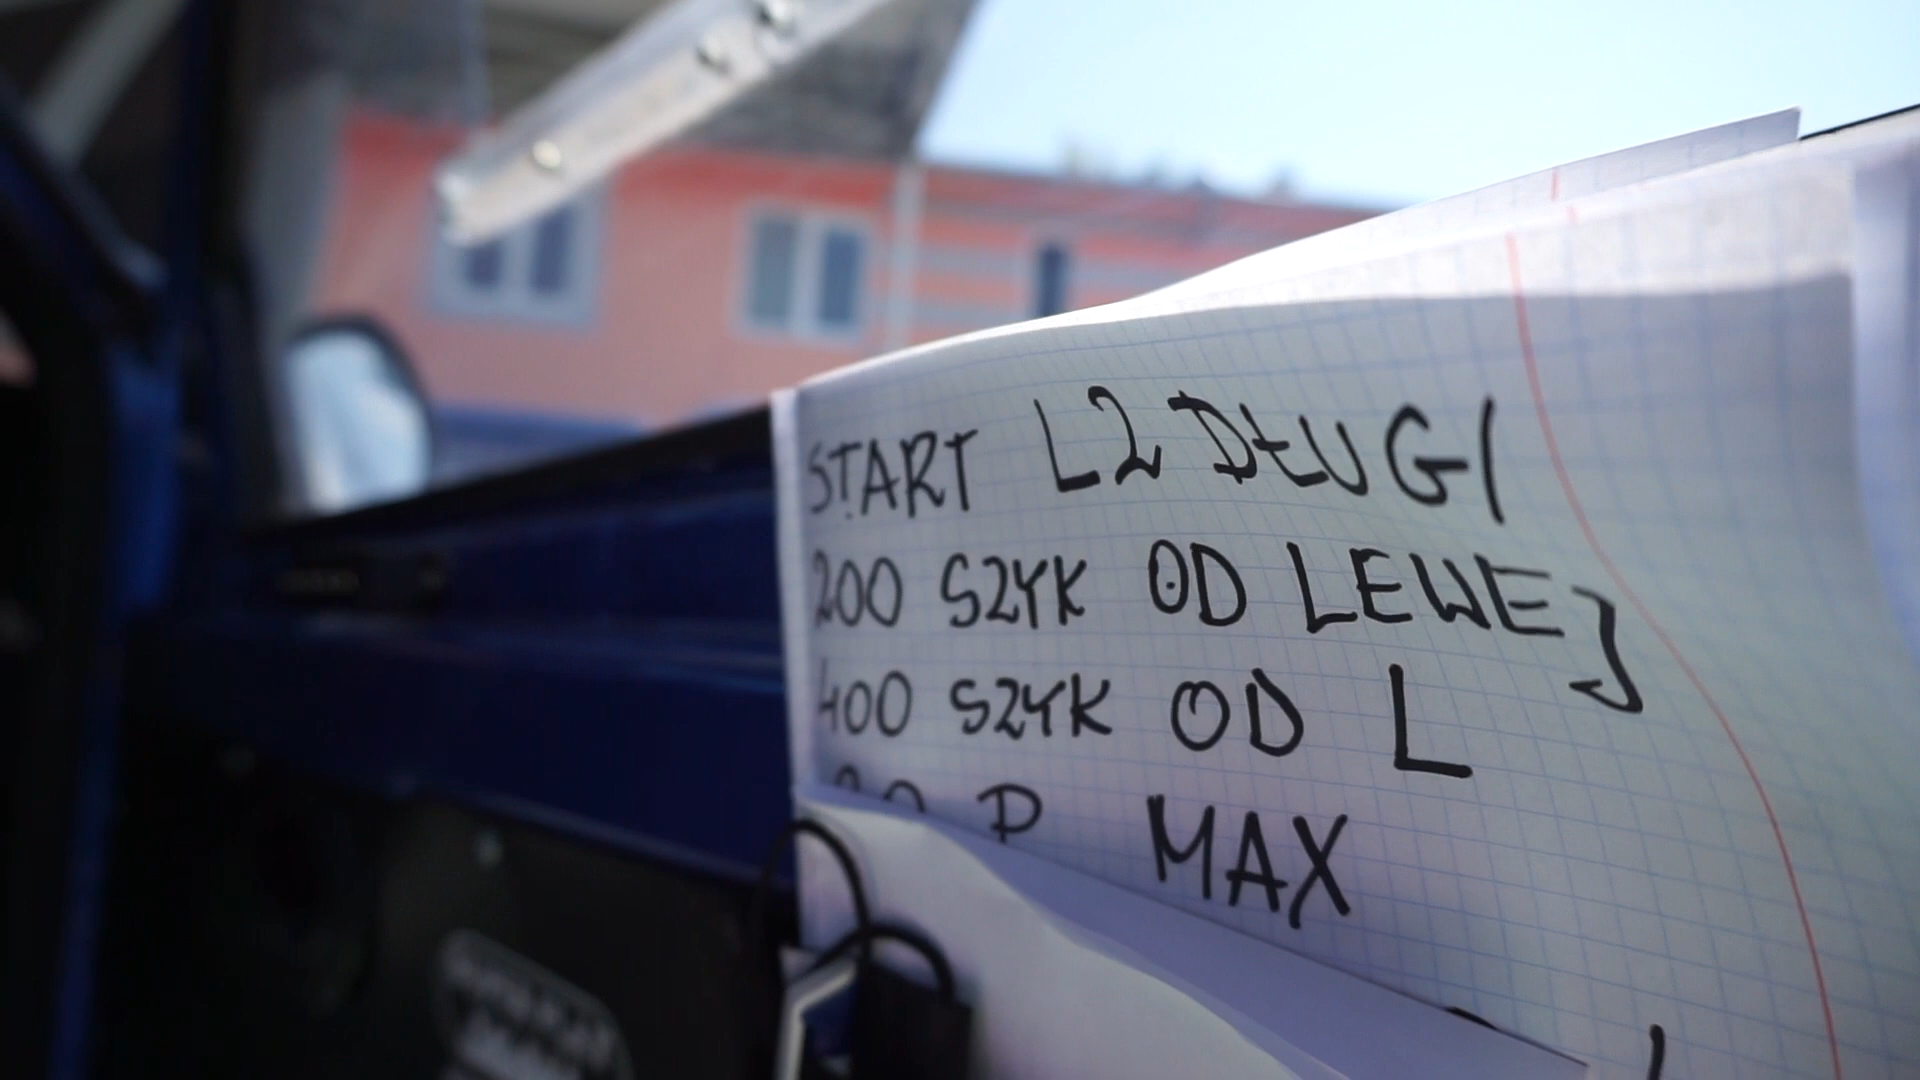 START L2 DŁUGI
200 SZYK OD LEWEJ
400 SZYK OD L
P MAX